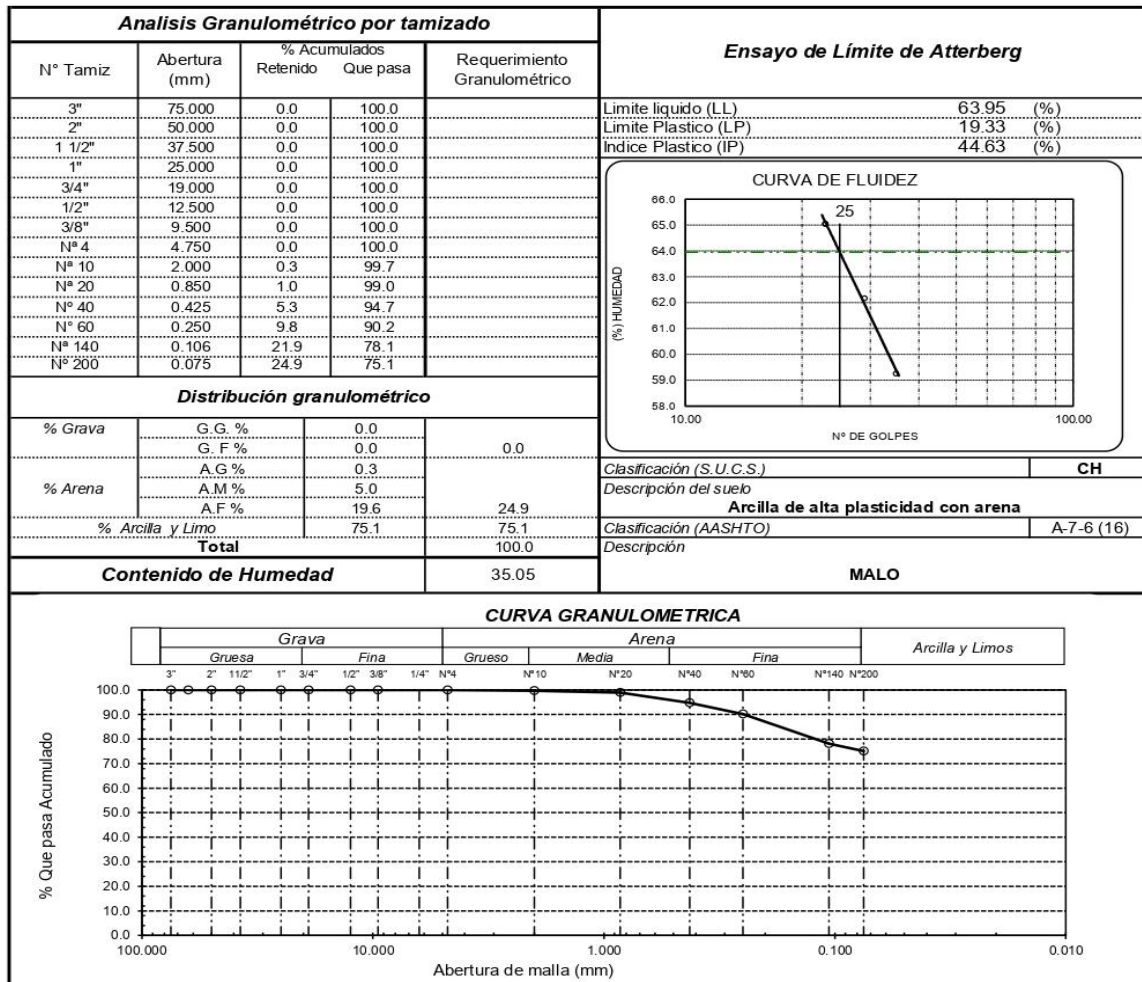 Analisis Granulométrico por tamizado
N° Tamiz
Abertura (mm)
% Acumulados
Retenido Que pasa
Requerimiento Granulométrico
3" 75.000 0.0 100.0
2" 50.000 0.0 100.0
1 1/2" 37.500 0.0 100.0
1" 25.000 0.0 100.0
3/4" 19.000 0.0 100.0
1/2" 12.500 0.0 100.0
3/8" 9.500 0.0 100.0
Nª 4 4.750 0.0 100.0
Nª 10 2.000 0.3 99.7
Nª 20 0.850 1.0 99.0
Nº 40 0.425 5.3 94.7
N° 60 0.250 9.8 90.2
Nª 140 0.106 21.9 78.1
Nº 200 0.075 24.9 75.1
Distribución granulométrico
% Grava G.G. % 0.0
G. F % 0.0 0.0
A.G % 0.3
% Arena A.M % 5.0
A.F % 19.6 24.9
% Arcilla y Limo 75.1 75.1
Total 100.0
Contenido de Humedad 35.05
Ensayo de Límite de Atterberg
Limite liquido (LL) 63.95 (%)
Limite Plastico (LP) 19.33 (%)
Indice Plastico (IP) 44.63 (%)
CURVA DE FLUIDEZ
25
(%) HUMEDAD
66.0
65.0
64.0
63.0
62.0
61.0
60.0
59.0
58.0
10.00 100.00
Nº DE GOLPES
Clasificación (S.U.C.S.) CH
Descripción del suelo
Arcilla de alta plasticidad con arena
Clasificación (AASHTO) A-7-6 (16)
Descripción
MALO
CURVA GRANULOMETRICA
Grava Arena Arcilla y Limos
Gruesa Fina Grueso Media Fina
3" 2" 11/2" 1" 3/4" 1/2" 3/8" 1/4" Nª4 Nª10 Nª20 Nª40 Nª60 Nª140 Nª200
% Que pasa Acumulado
100.0
90.0
80.0
70.0
60.0
50.0
40.0
30.0
20.0
10.0
0.0
100.000 10.000 1.000 0.100 0.010
Abertura de malla (mm)